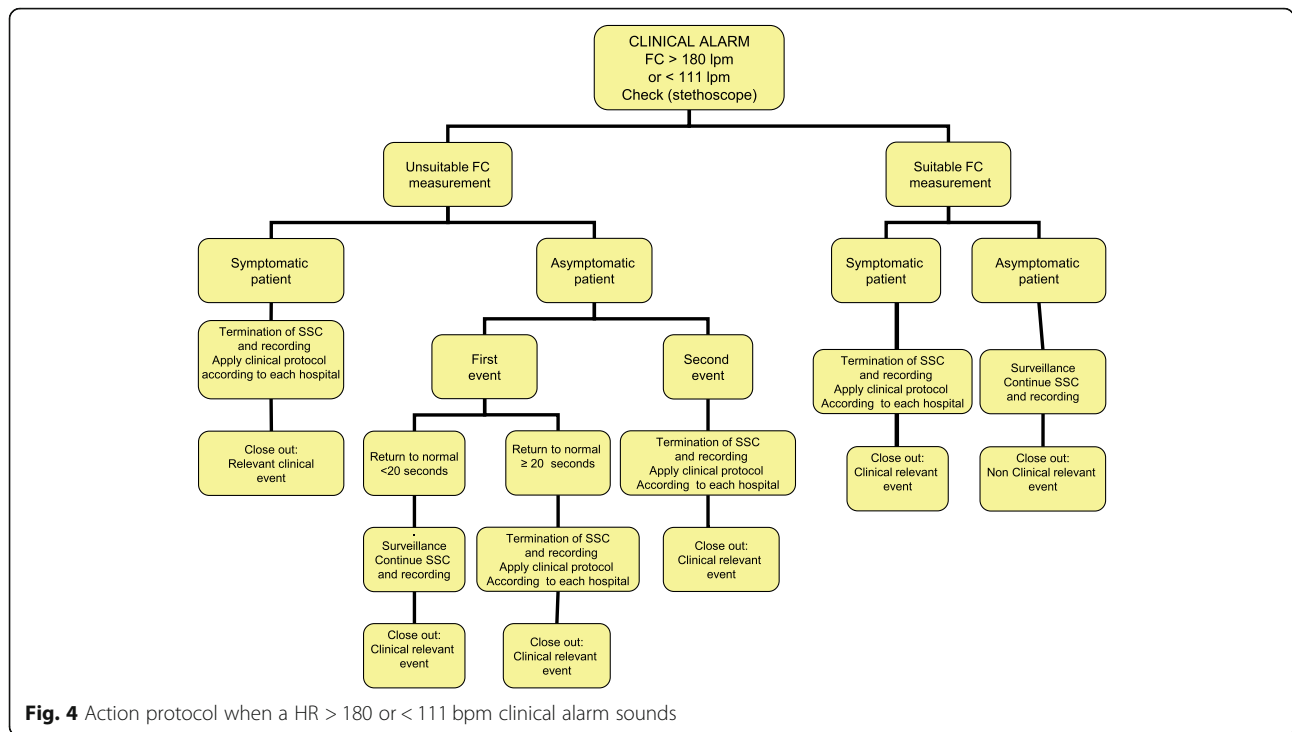 CLINICAL ALARM
FC > 180 lpm
or < 111 lpm
Check (stethoscope)
Unsuitable FC
measurement
Suitable FC
measurement
Symptomatic
patient
Asymptomatic
patient
Symptomatic
patient
Asymptomatic
patient
Termination of SSC
and recording
Apply clinical protocol
according to each hospital
First
event
Second
event
Termination of SSC
and recording
Apply clinical protocol
According to each hospital
Surveillance
Continue SSC
and recording
Close out:
Relevant clinical
event
Return to normal
<20 seconds
Return to normal
≥ 20 seconds
Termination of SSC
and recording
Apply clinical protocol
According to each hospital
Close out:
Clinical relevant
event
Close out:
Non Clinical relevant
event
Surveillance
Continue SSC
and recording
Termination of SSC
and recording
Apply clinical protocol
According to each hospital
Close out:
Clinical relevant
event
Close out:
Clinical relevant
event
Close out:
Clinical relevant
event
Fig. 4 Action protocol when a HR > 180 or < 111 bpm clinical alarm sounds